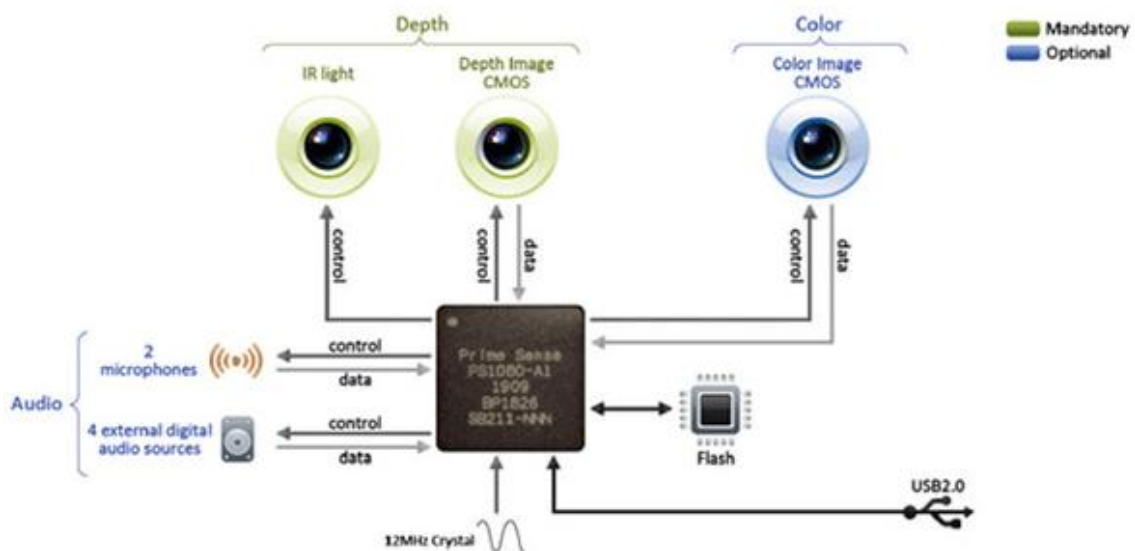 Depth
Color
Mandatory
Optional
IR light
Depth Image
CMOS
Color Image
CMOS
control
control
data
control
data
Audio
2
microphones
control
data
4 external digital
audio sources
control
data
Prime Sense
PS1080-A1
1909
BP1826
SB211-NNN
Flash
USB2.0
12MHz Crystal